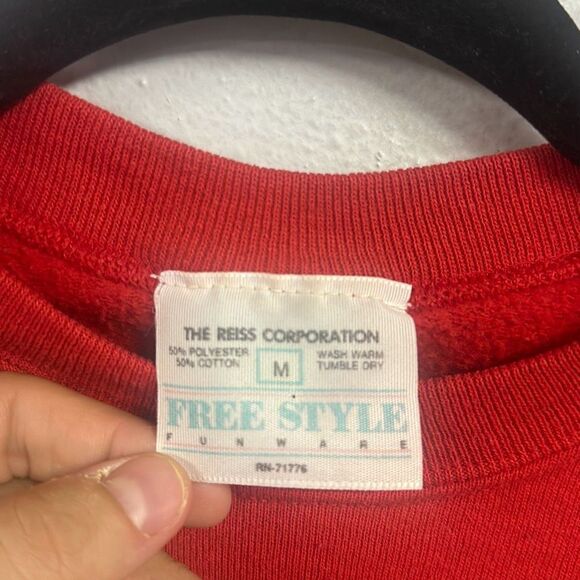 THE REISS CORPORATION
50% POLYESTER
50% COTTON
M
WASH WARM
TUMBLE DRY
FREE STYLE
FUNWARE
RN-71776